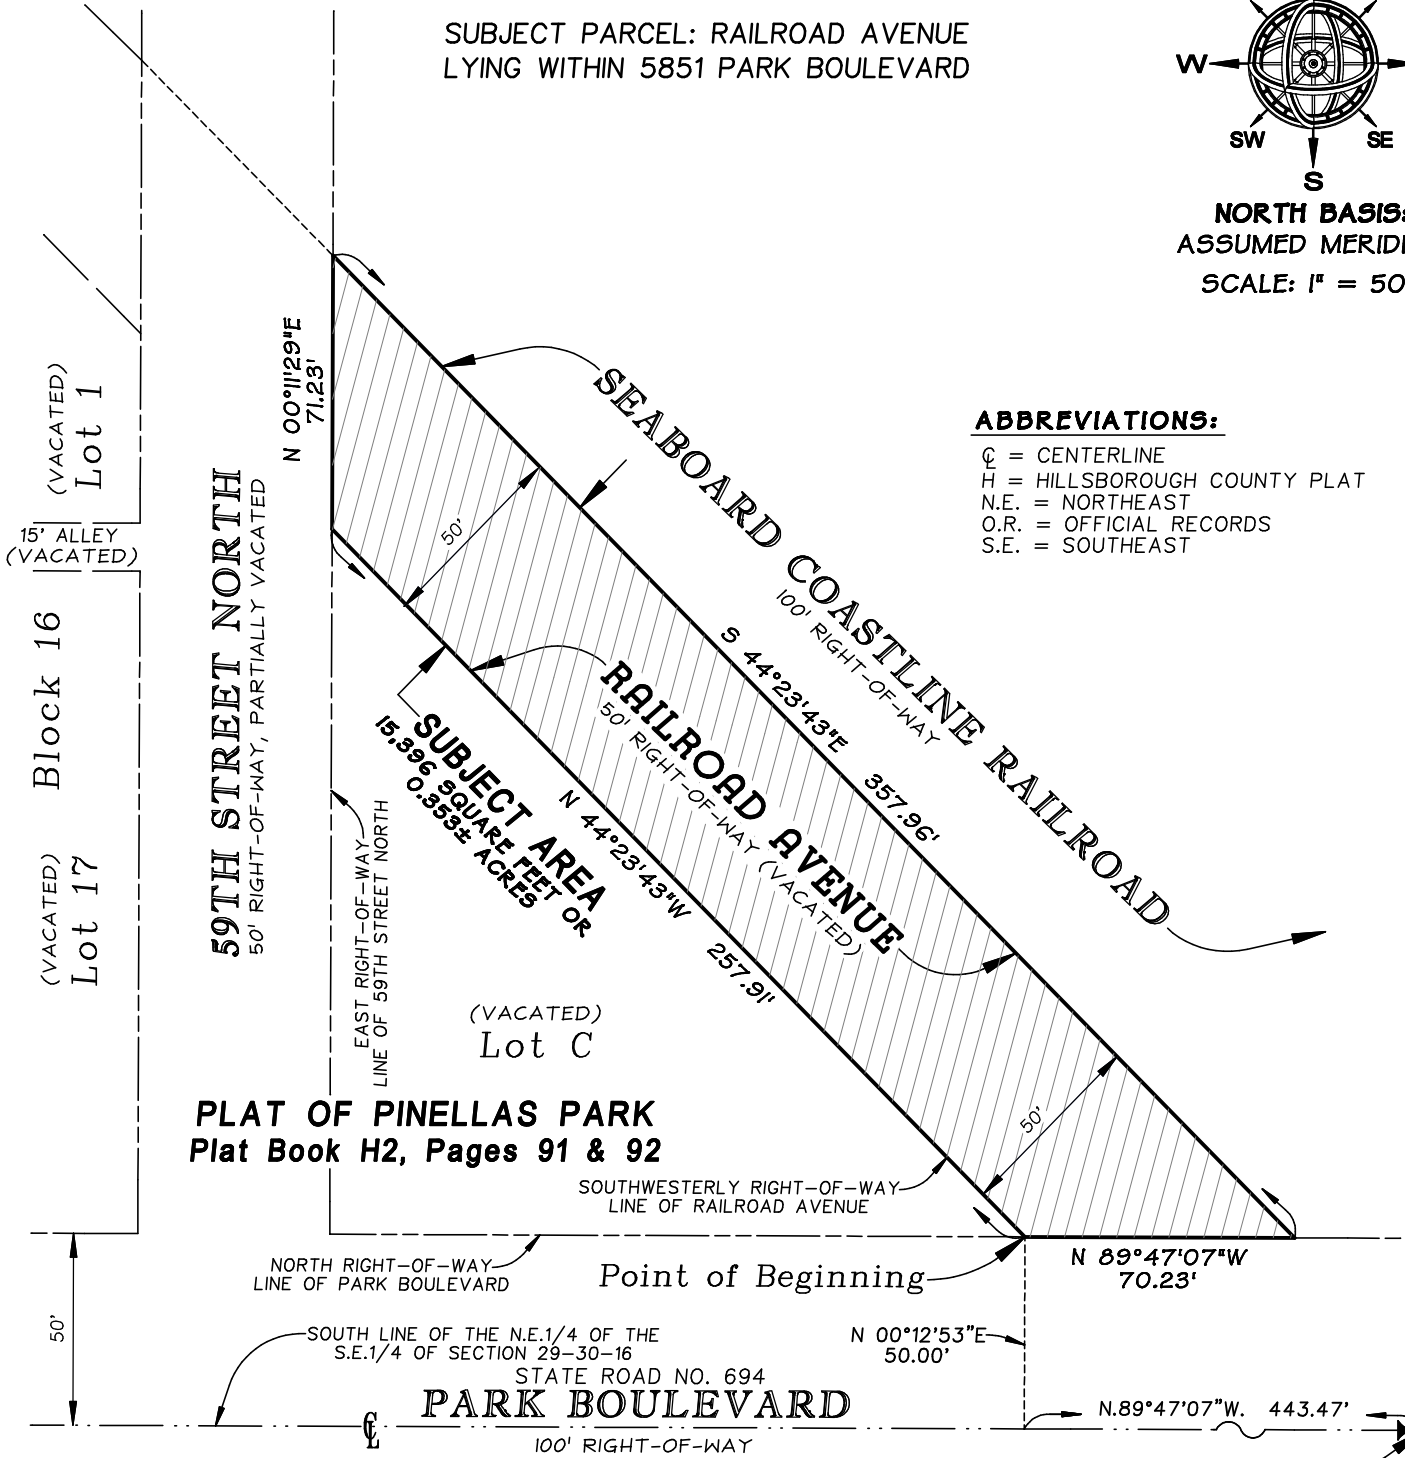 SUBJECT PARCEL: RAILROAD AVENUE
LYING WITHIN 5851 PARK BOULEVARD
W
SW
SE
S
NORTH BASIS:
ASSUMED
SCALE: 1" = 50
ABBREVIATIONS:
℄ = CENTERLINE
H = HILLSBOROUGH COUNTY PLAT
N.E. = NORTHEAST
O.R. = OFFICIAL RECORDS
S.E. = SOUTHEAST
N 00°11'29"E
71.23'
(VACATED)
Lot 1
15' ALLEY
(VACATED)
Block 16
(VACATED)
Lot 17
59TH STREET NORTH
50' RIGHT-OF-WAY, PARTIALLY VACATED
SEABOARD COASTLINE RAILROAD
100' RIGHT-OF-WAY
50'
S 44°23'43"E 357.96'
RAILROAD AVENUE
50' RIGHT-OF-WAY (VACATED)
SUBJECT AREA
15,396 SQUARE FEET OR
0.353± ACRES
N 44°23'43"W 257.91'
EAST RIGHT-OF-WAY
LINE OF 59TH STREET NORTH
(VACATED)
Lot C
PLAT OF PINELLAS PARK
Plat Book H2, Pages 91 & 92
50'
SOUTHWESTERLY RIGHT-OF-WAY
LINE OF RAILROAD AVENUE
NORTH RIGHT-OF-WAY
LINE OF PARK BOULEVARD
Point of Beginning
N 89°47'07"W
70.23'
50'
SOUTH LINE OF THE N.E.1/4 OF THE
S.E.1/4 OF SECTION 29-30-16
N 00°12'53"E
50.00'
STATE ROAD NO. 694
PARK BOULEVARD
℄
100' RIGHT-OF-WAY
N.89°47'07"W. 443.47'